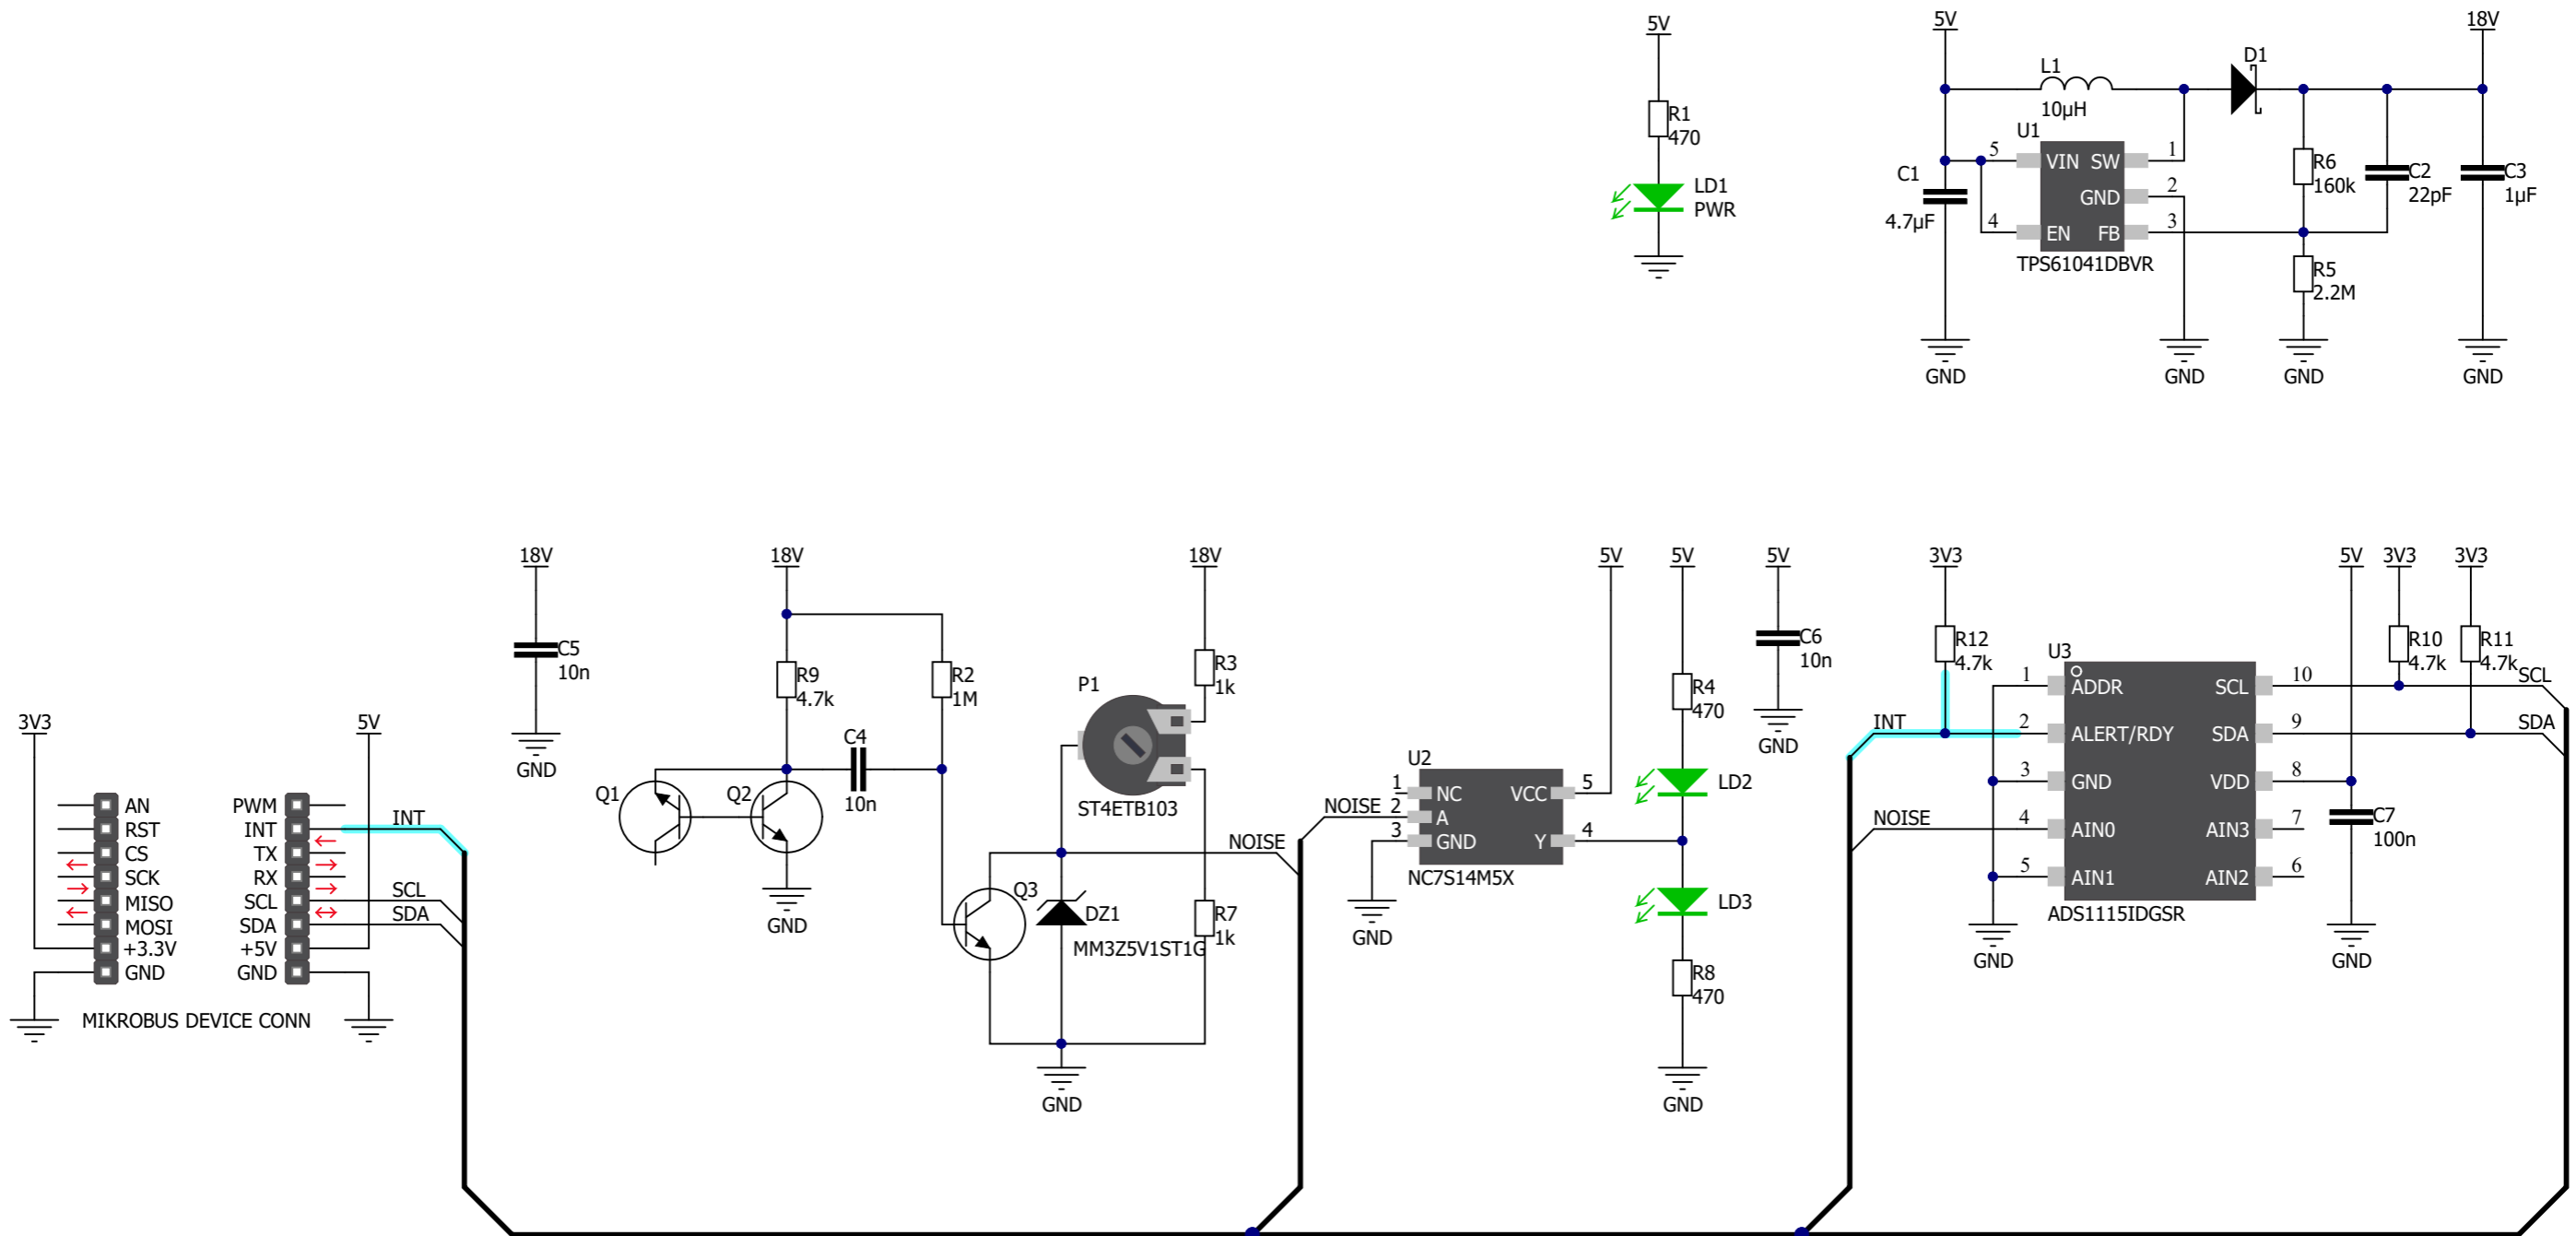 5V
R1
470
LD1
PWR
5V
18V
L1
10µH
D1
U1
5 VIN SW 1
GND 2
4 EN FB 3
TPS61041DBVR
C1
4.7µF
R6
160k
C2
22pF
C3
1µF
R5
2.2M
GND
GND
GND
GND
3V3
5V
AN
RST
CS
SCK
MISO
MOSI
+3.3V
GND
PWM
INT
TX
RX
SCL
SDA
+5V
GND
INT
SCL
SDA
MIKROBUS DEVICE CONN
18V
C5
10n
GND
18V
R9
4.7k
R2
1M
C4
10n
Q1
Q2
GND
18V
R3
1k
P1
ST4ETB103
Q3
DZ1
MM3Z5V1ST1G
R7
1k
NOISE
GND
5V
5V
U2
NOISE
1 NC VCC 5
2 A
3 GND Y 4
NC7S14M5X
GND
R4
470
LD2
LD3
R8
470
GND
5V
C6
10n
GND
3V3
R12
4.7k
5V
3V3
3V3
R10
4.7k
R11
4.7k
U3
INT
NOISE
1 ADDR SCL 10
2 ALERT/RDY SDA 9
3 GND VDD 8
4 AIN0 AIN3 7
5 AIN1 AIN2 6
ADS1115IDGSR
SCL
SDA
C7
100n
GND
GND